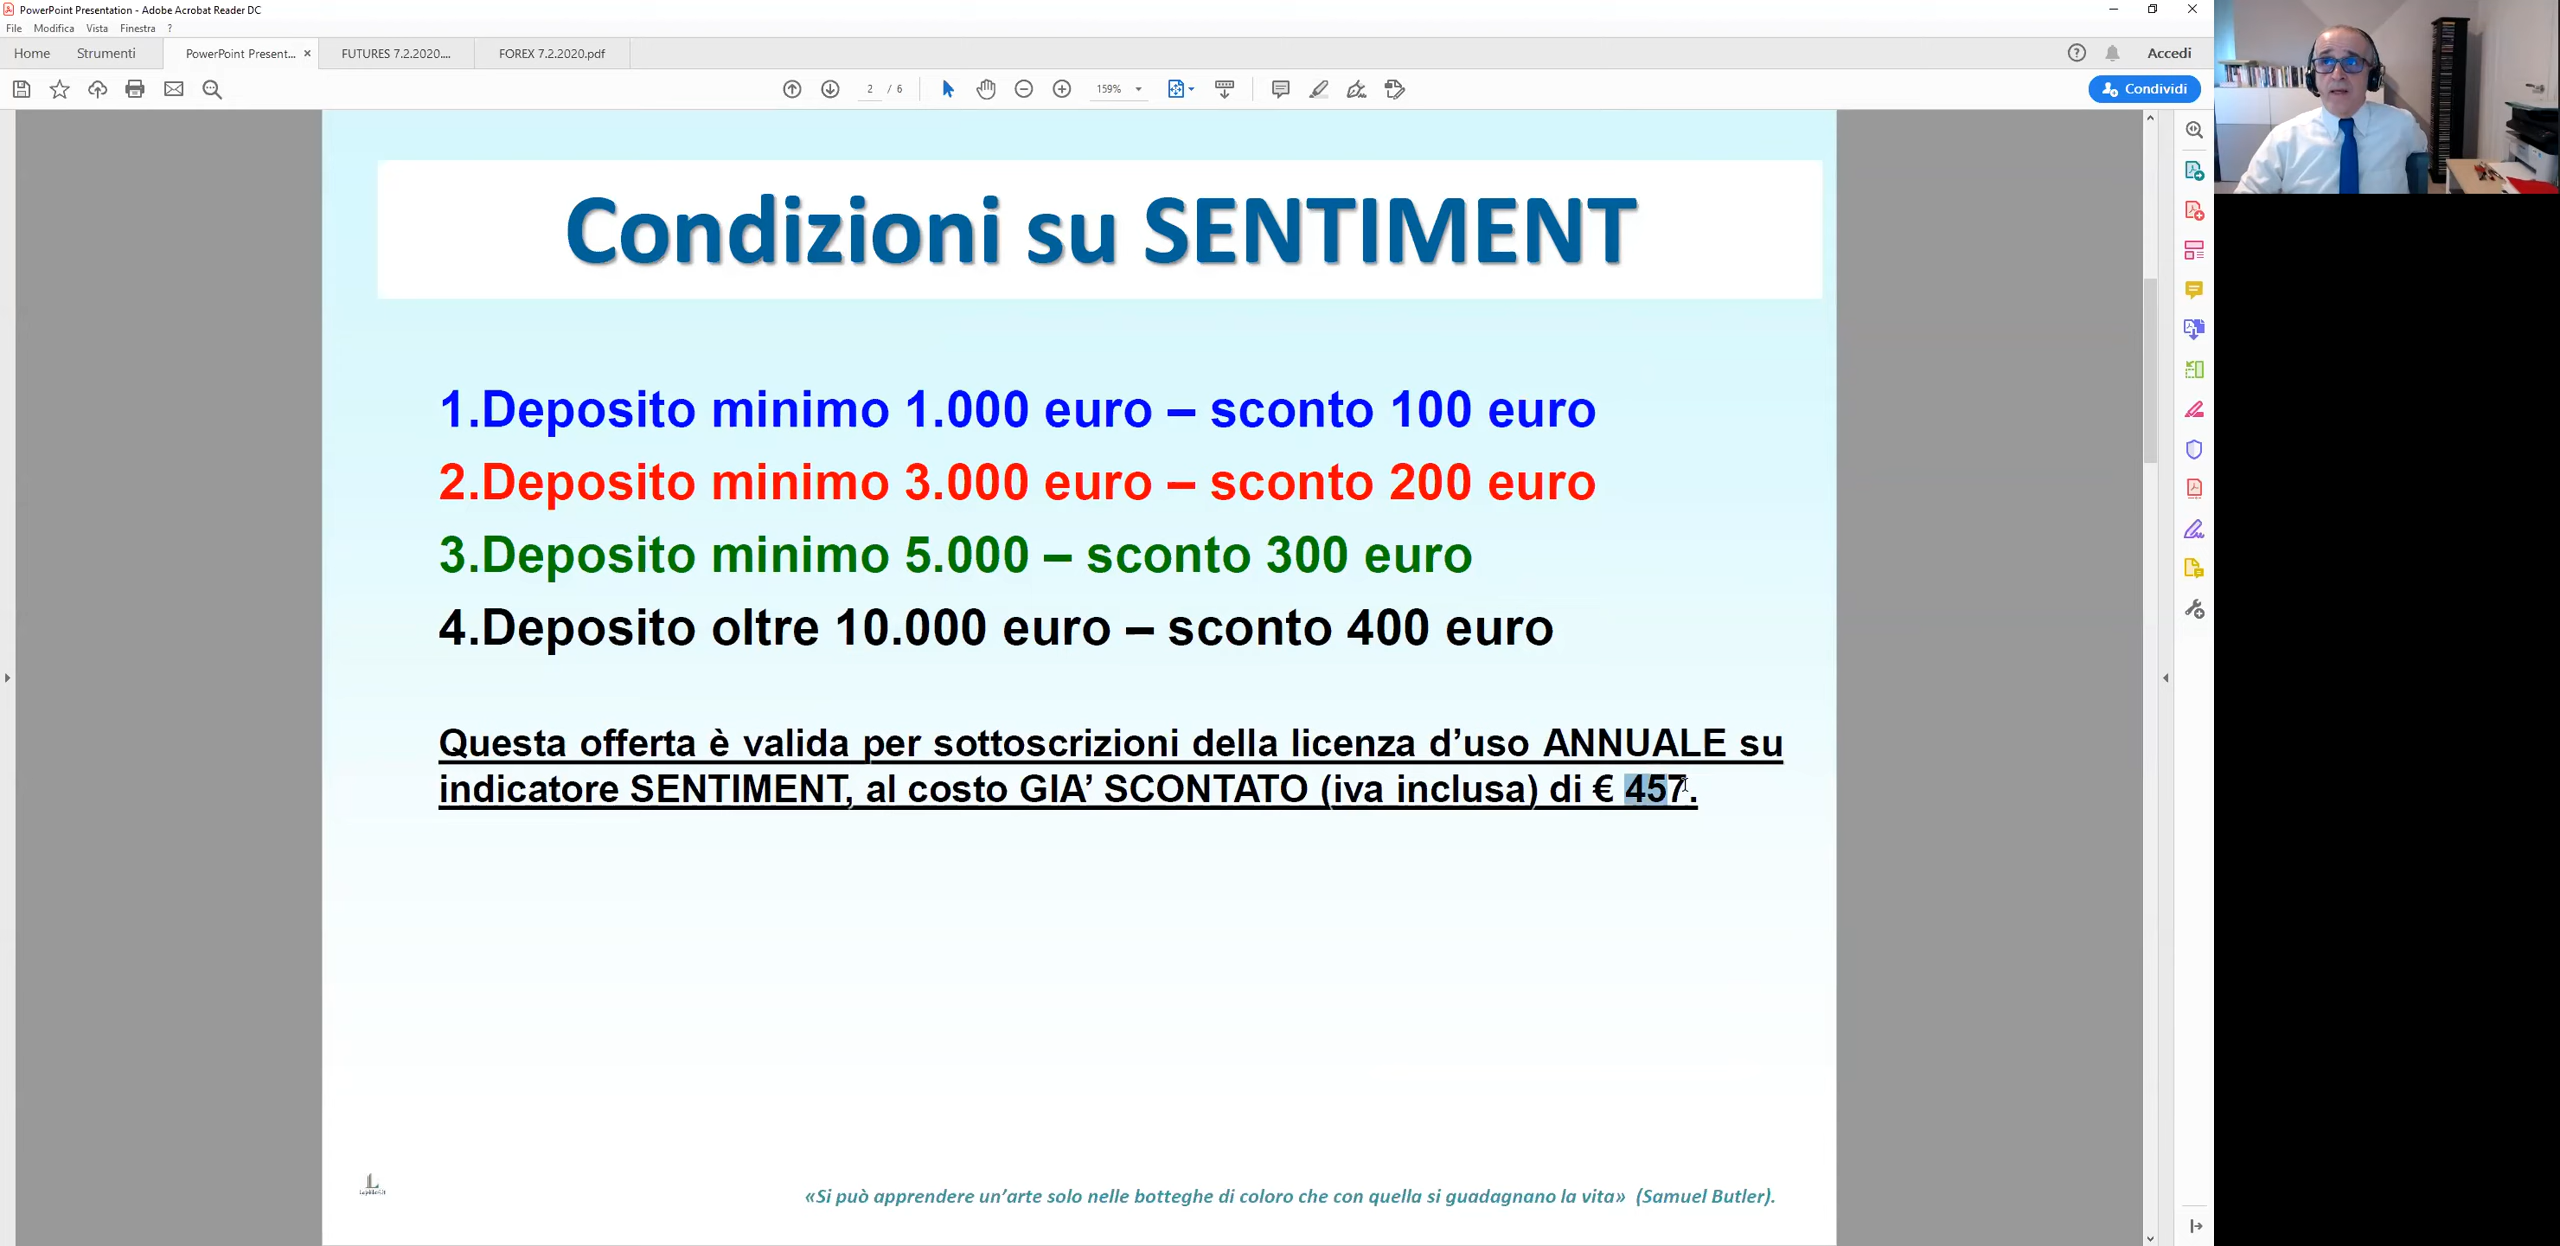 PowerPoint Presentation - Adobe Acrobat Reader DC
File Modifica Vista Finestra ?
Home Strumenti PowerPoint Present... × FUTURES 7.2.2020.... FOREX 7.2.2020.pdf Accedi
2 / 6 159% Condividi
Condizioni su SENTIMENT
1.Deposito minimo 1.000 euro – sconto 100 euro
2.Deposito minimo 3.000 euro – sconto 200 euro
3.Deposito minimo 5.000 – sconto 300 euro
4.Deposito oltre 10.000 euro – sconto 400 euro
Questa offerta è valida per sottoscrizioni della licenza d’uso ANNUALE su
indicatore SENTIMENT, al costo GIA’ SCONTATO (iva inclusa) di € 457.
«Si può apprendere un’arte solo nelle botteghe di coloro che con quella si guadagnano la vita» (Samuel Butler).